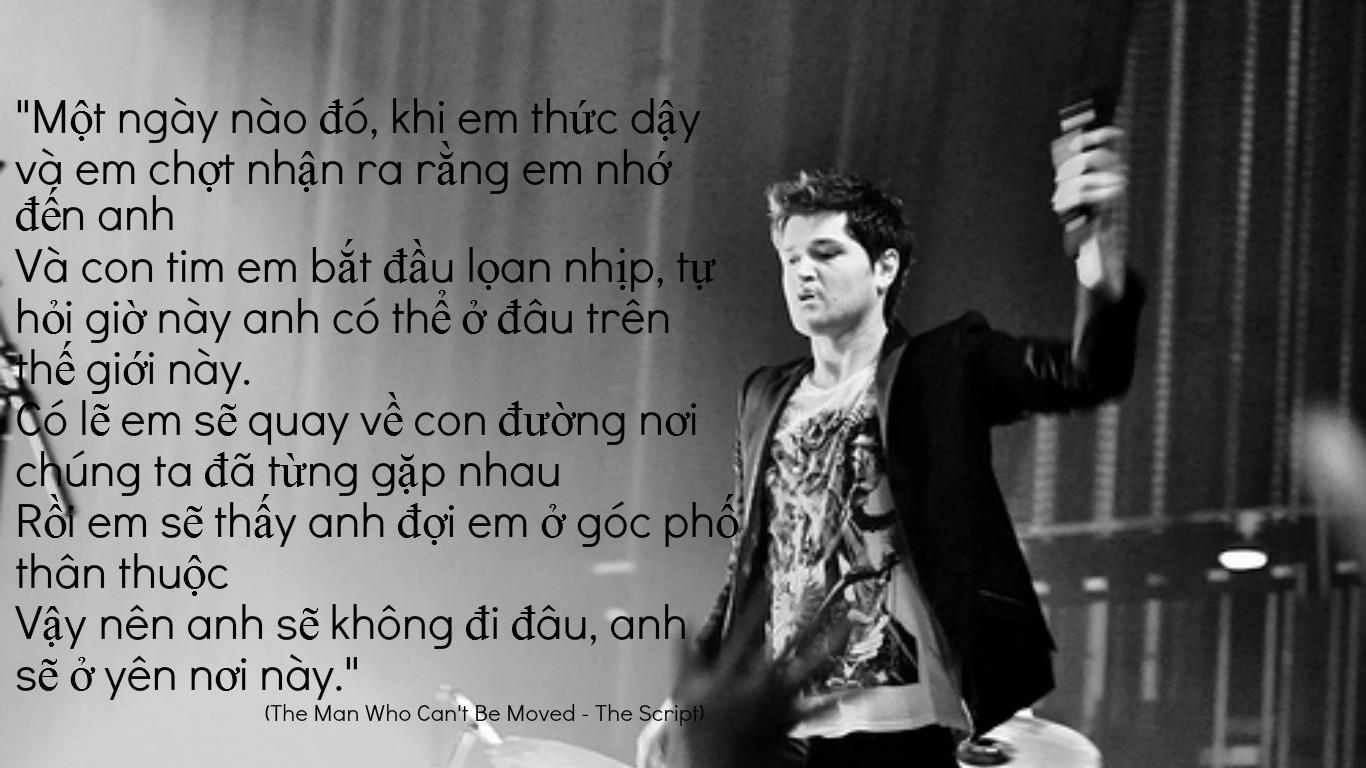 "Một ngày nào đó, khi em thức dậy
và em chợt nhận ra rằng em nhớ
đến anh
Và con tim em bắt đầu lọan nhịp, tự
hỏi giờ này anh có thể ở đâu trên
thế giới này.
Có lẽ em sẽ quay về con đường nơi
chúng ta đã từng gặp nhau
Rồi em sẽ thấy anh đợi em ở góc phố
thân thuộc
Vậy nên anh sẽ không đi đâu, anh
sẽ ở yên nơi này."
(The Man Who Can't Be Moved - The Script)